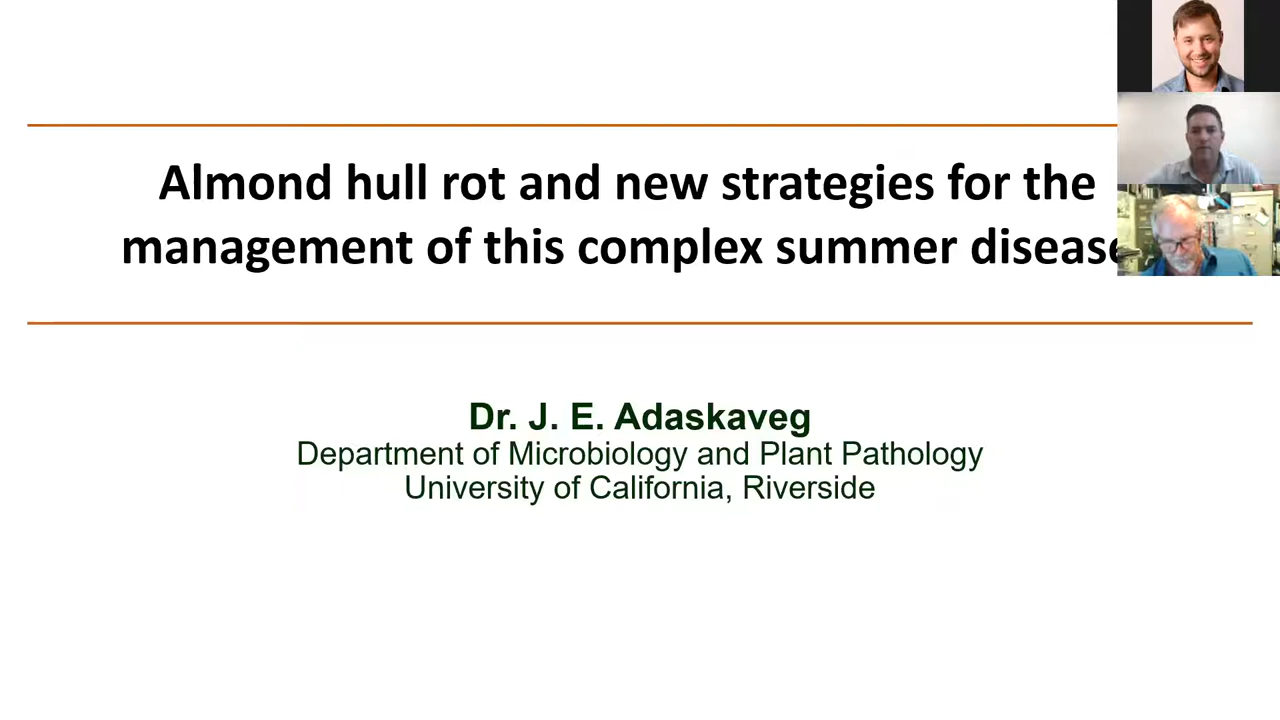 Almond hull rot and new strategies for the
management of this complex summer disease
Dr. J. E. Adaskaveg
Department of Microbiology and Plant Pathology
University of California, Riverside